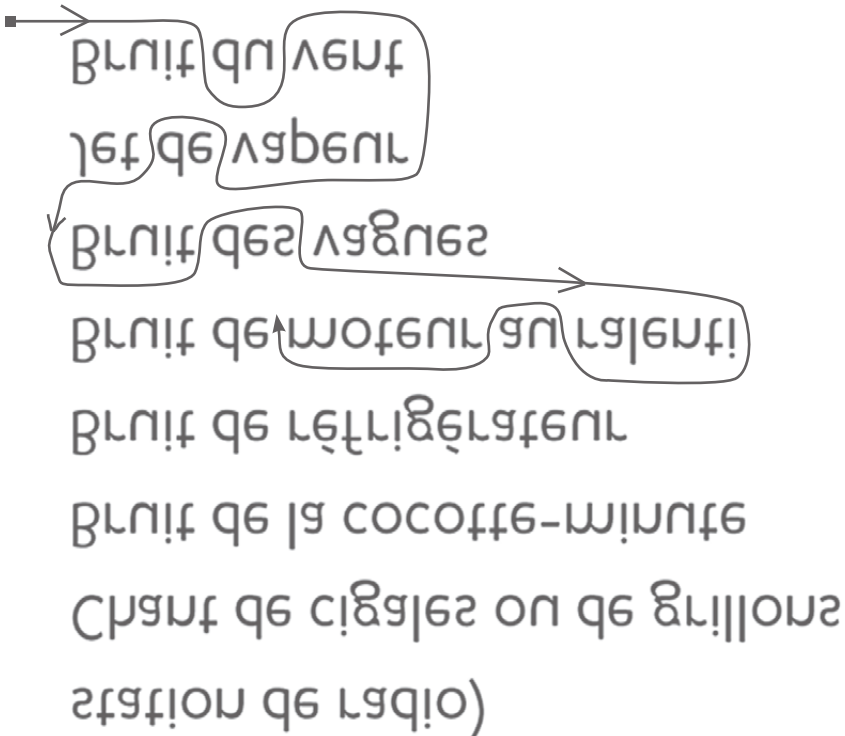 Bruit du vent
Jet de vapeur
Bruit des vagues
Bruit de moteur au ralenti
Bruit de réfrigérateur
Bruit de la cocotte-minute
Chant de cigales ou de grillons
station de radio)